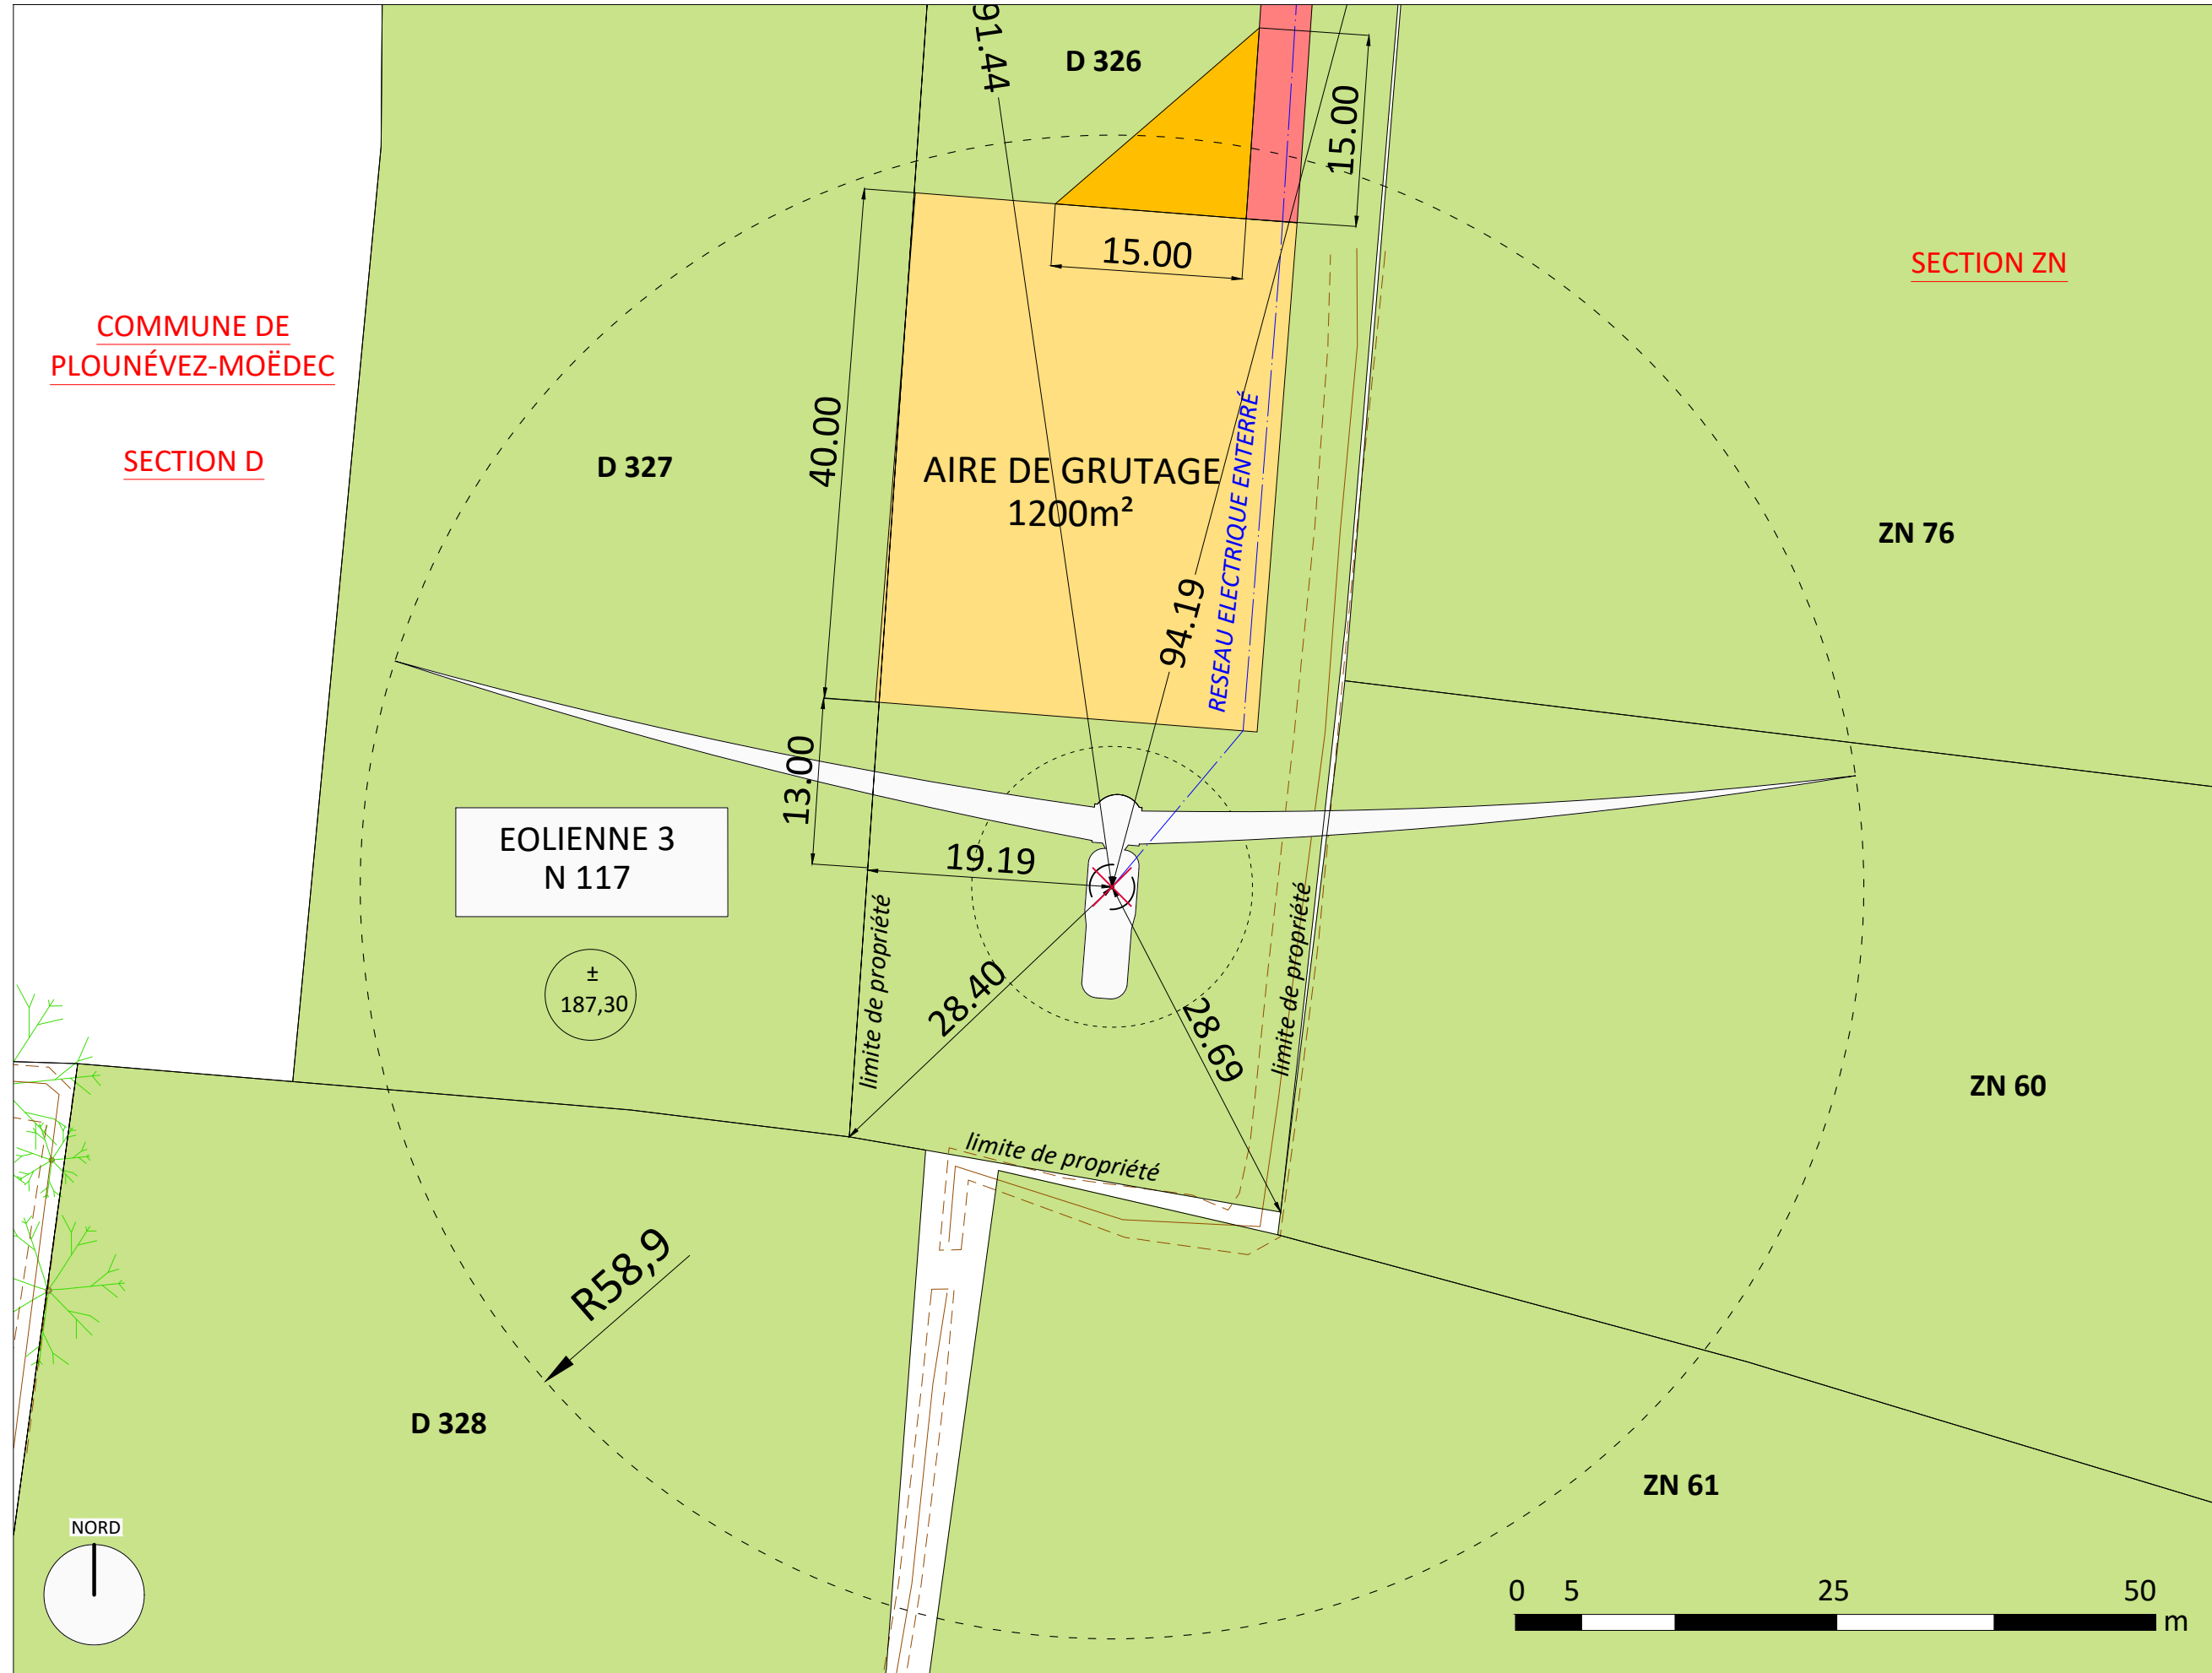 91.44
D 326
15.00
15.00
SECTION ZN
COMMUNE DE
PLOUNÉVEZ-MOËDEC
SECTION D
40.00
D 327
AIRE DE GRUTAGE
1200m²
RESEAU ELECTRIQUE ENTERRÉ
ZN 76
94.19
13.00
EOLIENNE 3
N 117
19.19
±
187,30
limite de propriété
28.40
28.69
limite de propriété
ZN 60
limite de propriété
R58,9
D 328
ZN 61
NORD
0 5 25 50
m